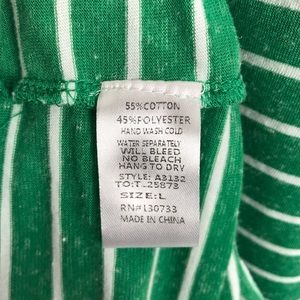 55%COTTON
45%POLYESTER
HAND WASH COLD
WATER SEPARATELY
WILL BLEED
NO BLEACH
HANG TO DRY
STYLE: A3132
TO:T-25873
SIZE:L
RN#130733
MADE IN CHINA